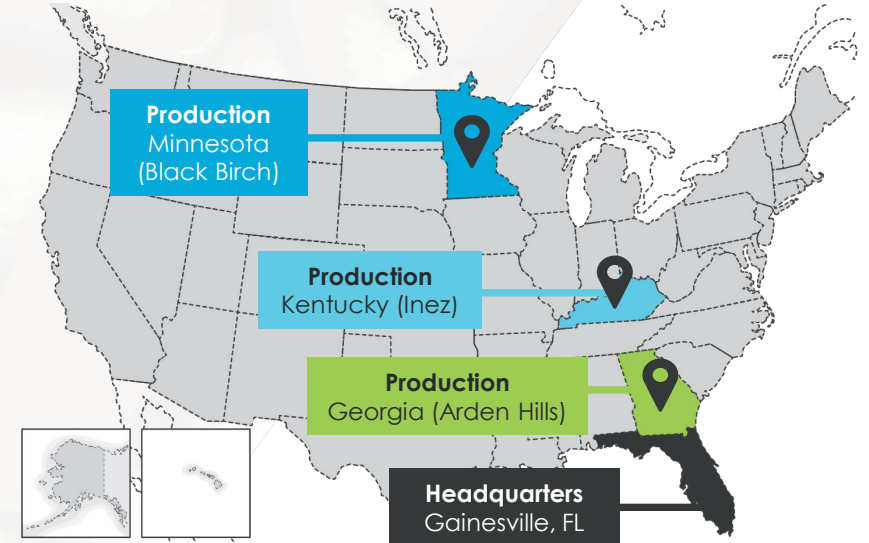 Production
Minnesota
(Black Birch)
Production
Kentucky (Inez)
Production
Georgia (Arden Hills)
Headquarters
Gainesville, FL